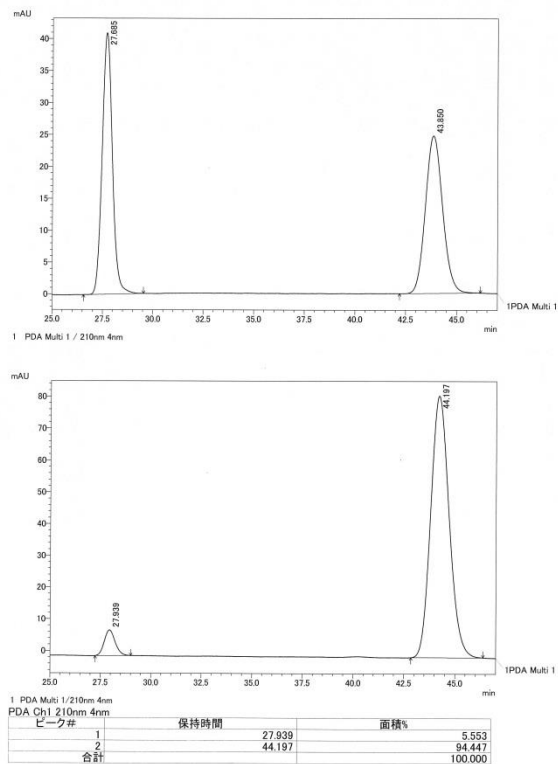 mAU
40
35
30
25
20
15
10
5
0
27.685
43.850
25.0 27.5 30.0 32.5 35.0 37.5 40.0 42.5 45.0
min
1PDA Multi 1
1 PDA Multi 1 / 210nm 4nm
mAU
80
70
60
50
40
30
20
10
0
27.939
44.197
25.0 27.5 30.0 32.5 35.0 37.5 40.0 42.5 45.0
min
1PDA Multi 1
1 PDA Multi 1/210nm 4nm
PDA Ch1 210nm 4nm
ピーク# 保持時間 面積%
1 27.939 5.553
2 44.197 94.447
合計 100.000